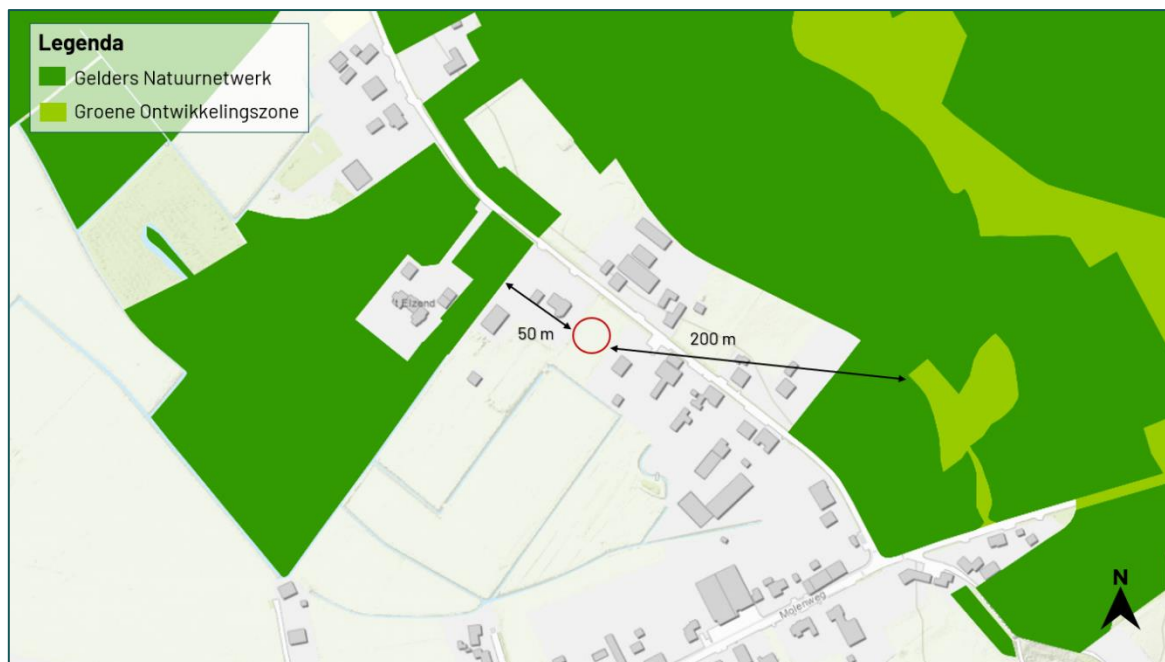 Legenda
Gelders Natuurnetwerk
Groene Ontwikkelingszone
't Elzend
50 m
200 m
Molenweg
N